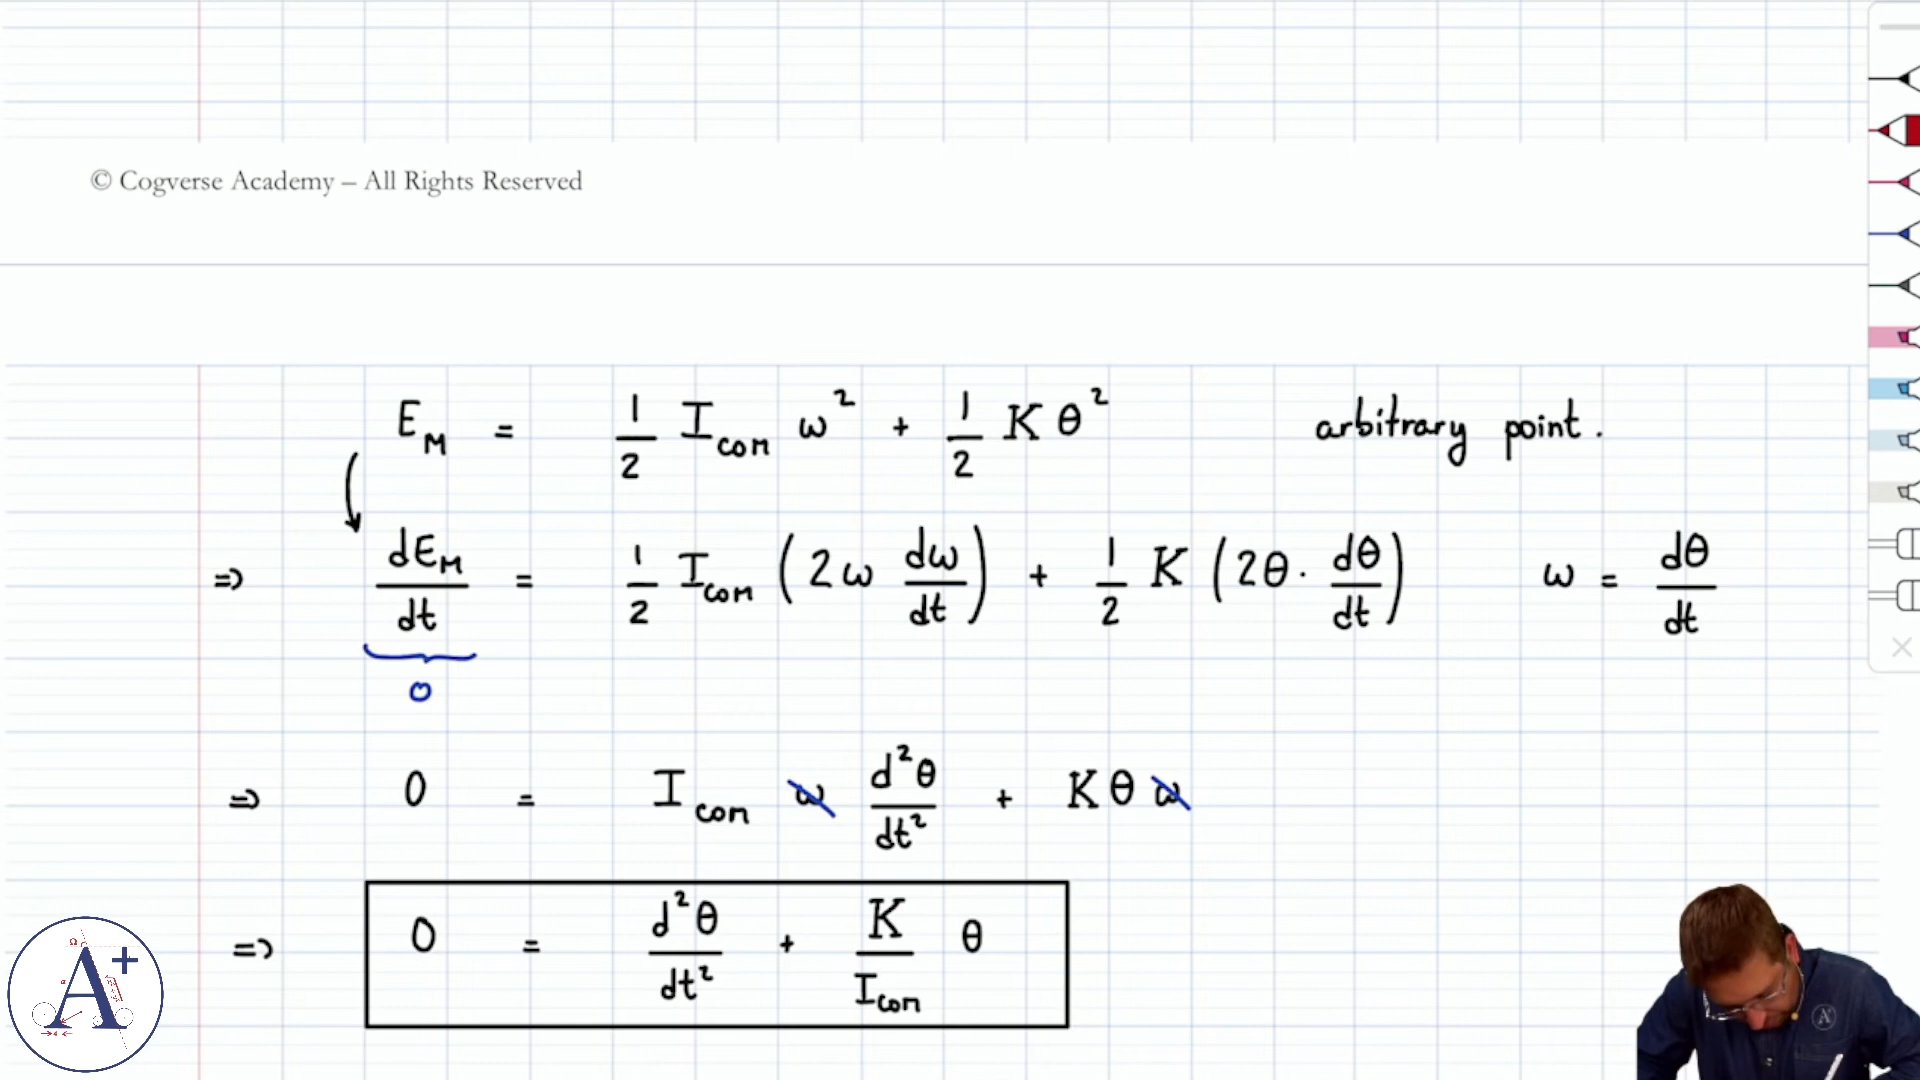 © Cogverse Academy – All Rights Reserved
E_M = 1/2 I_com ω² + 1/2 K θ² arbitrary point.
=> dE_M/dt = 1/2 I_com (2ω dω/dt) + 1/2 K (2θ · dθ/dt) ω = dθ/dt
0
=> 0 = I_com ω d²θ/dt² + K θ ω
=> 0 = d²θ/dt² + K/I_com θ
A+